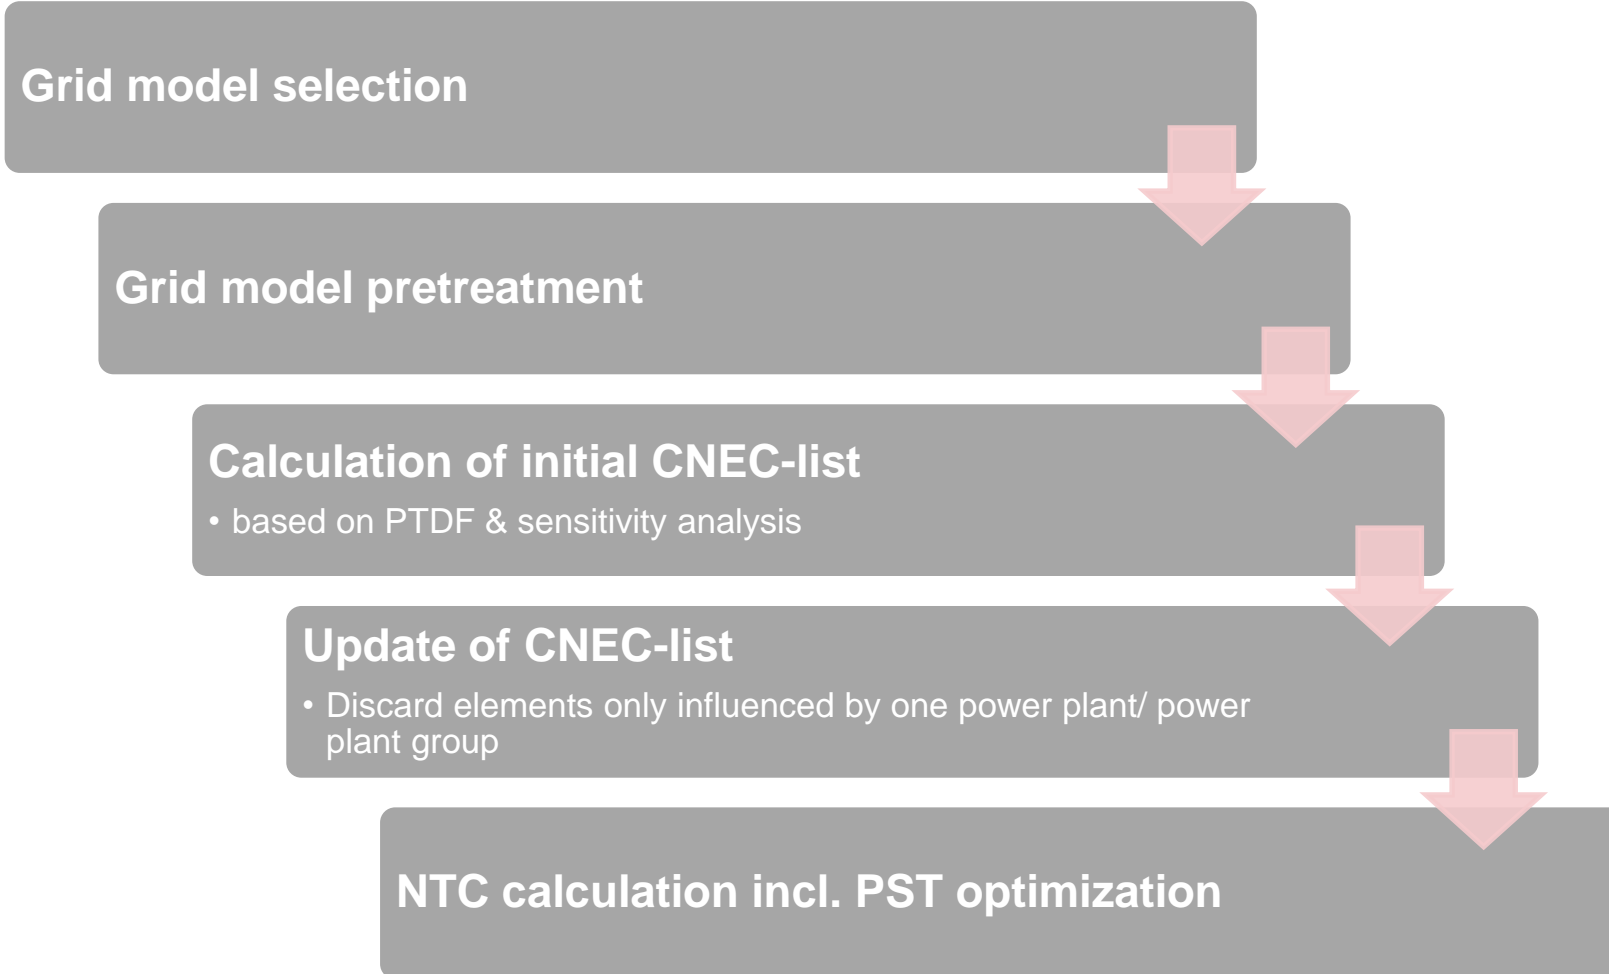 Grid model selection
Grid model pretreatment
Calculation of initial CNEC-list
• based on PTDF & sensitivity analysis
Update of CNEC-list
• Discard elements only influenced by one power plant/ power
plant group
NTC calculation incl. PST optimization